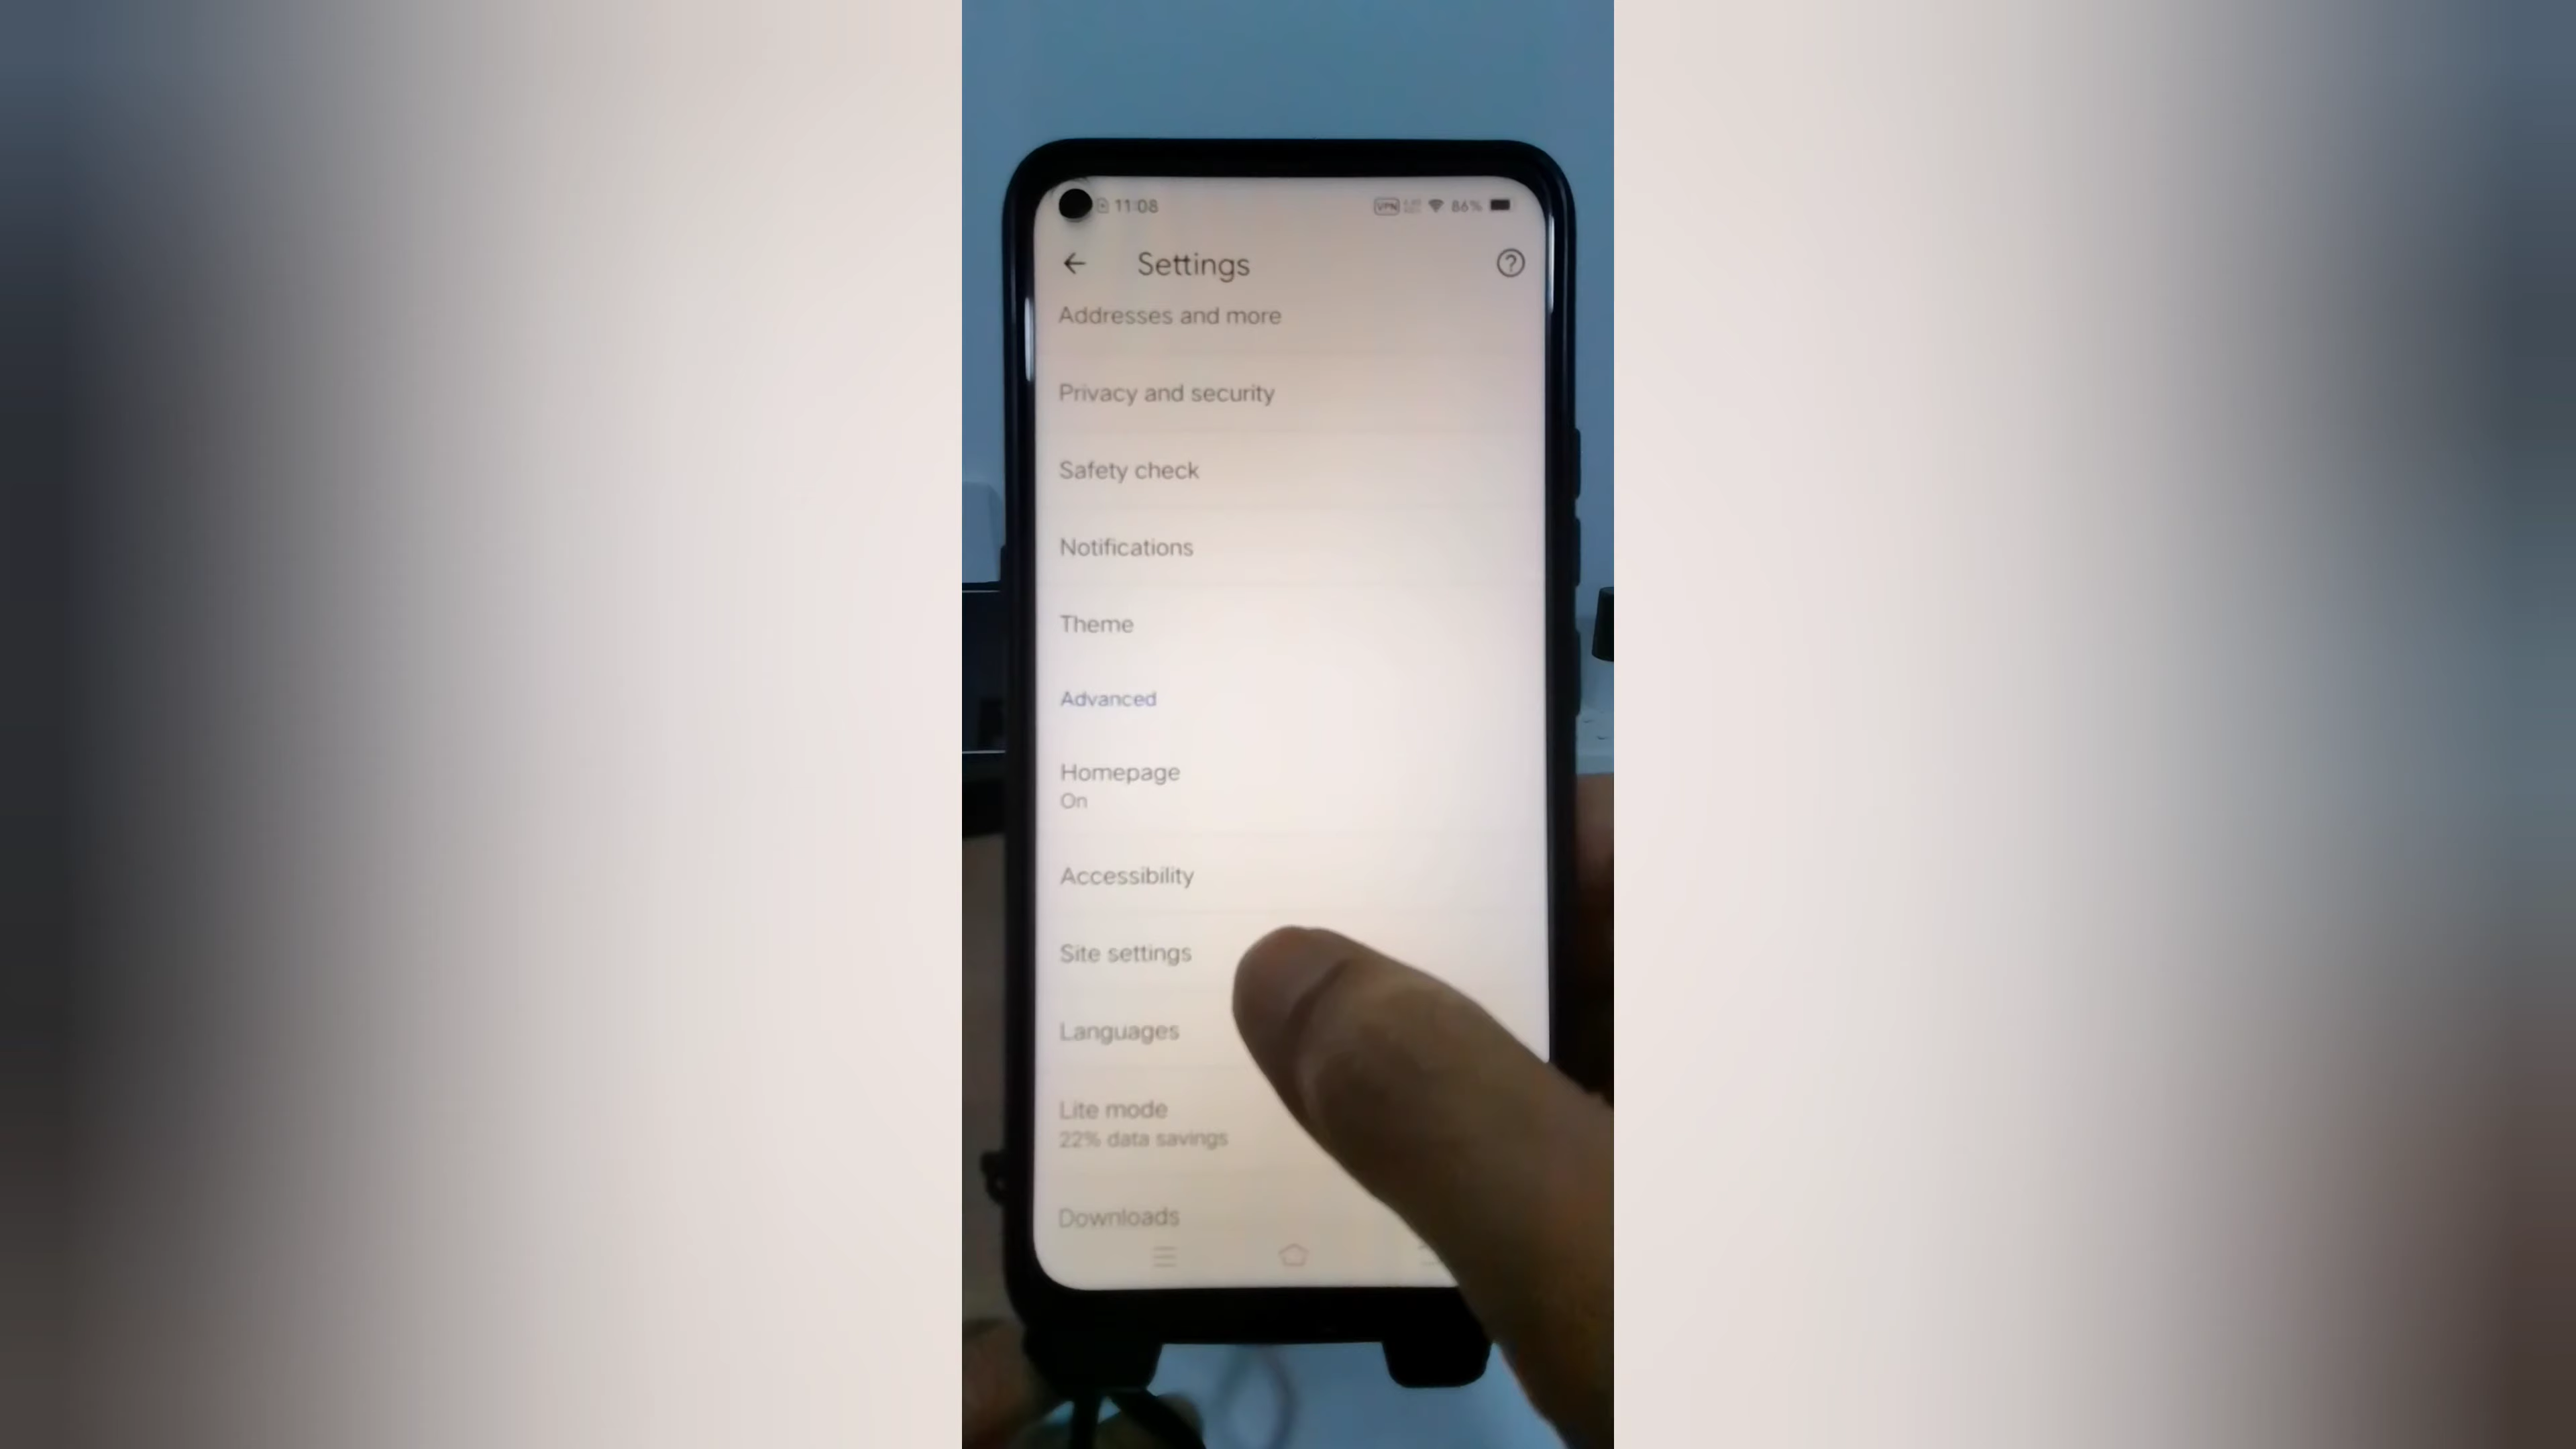 11:08
VPN 86%
Settings
Addresses and more
Privacy and security
Safety check
Notifications
Theme
Advanced
Homepage
On
Accessibility
Site settings
Languages
Lite mode
22% data savings
Downloads